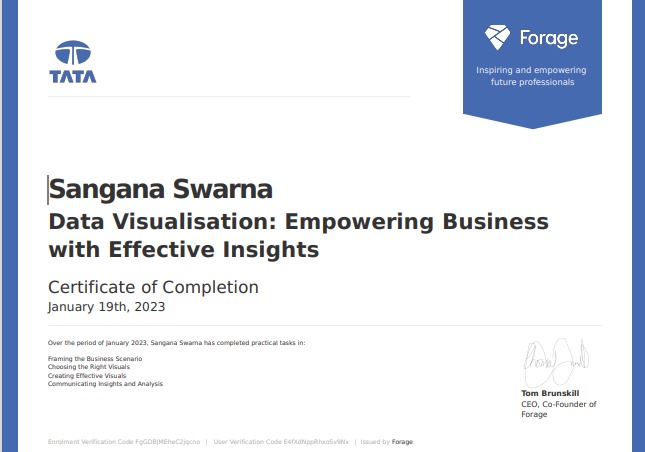 TATA
Forage
Inspiring and empowering
future professionals
Sangana Swarna
Data Visualisation: Empowering Business
with Effective Insights
Certificate of Completion
January 19th, 2023
Over the period of January 2023, Sangana Swarna has completed practical tasks in:
Framing the Business Scenario
Choosing the Right Visuals
Creating Effective Visuals
Communicating Insights and Analysis
Tom Brunskill
CEO, Co-Founder of
Forage
Enrolment Verification Code | User Verification Code | Issued by Forage